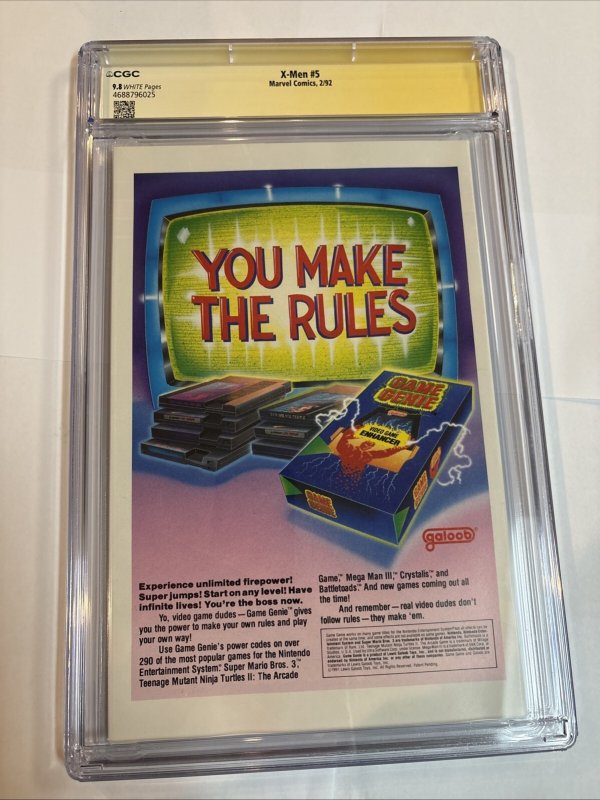 CGC
9.8 WHITE Pages
4688796025
X-Men #5
Marvel Comics, 2/92
YOU MAKE
THE RULES
GAME
GENIE
galoob
VIDEO GAME
ENHANCER
GAME
GENIE
GAME
GENIE
galoob®
Experience unlimited firepower!
Super jumps! Start on any level! Have
infinite lives! You're the boss now.
Yo, video game dudes — Game Genie™ gives
you the power to make your own rules and play
your own way!
Use Game Genie's power codes on over
290 of the most popular games for the Nintendo
Entertainment System®. Super Mario Bros. 3,™
Teenage Mutant Ninja Turtles II: The Arcade
Game,™ Mega Man III,™ Crystalis,™ and
Battletoads.™ And new games coming out all
the time!
And remember — real video dudes don't
follow rules — they make 'em.